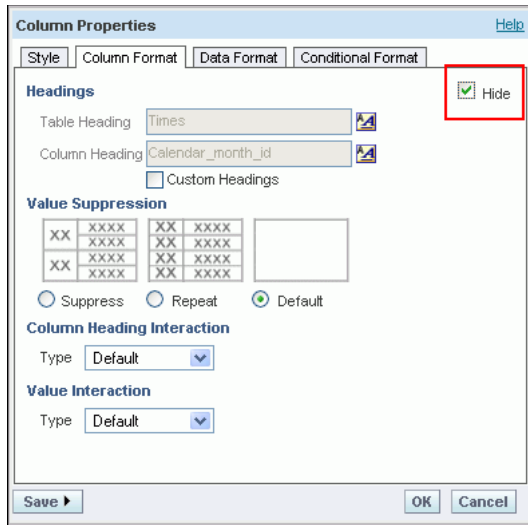 Column Properties Help
Style Column Format Data Format Conditional Format
Headings Hide
Table Heading Times
Column Heading Calendar_month_id
Custom Headings
Value Suppression
XX XXXX XXXX XX XXXX XXXX
XX XXXX XX XXXX XX XXXX XX XXXX
Suppress Repeat Default
Column Heading Interaction
Type Default
Value Interaction
Type Default
Save OK Cancel